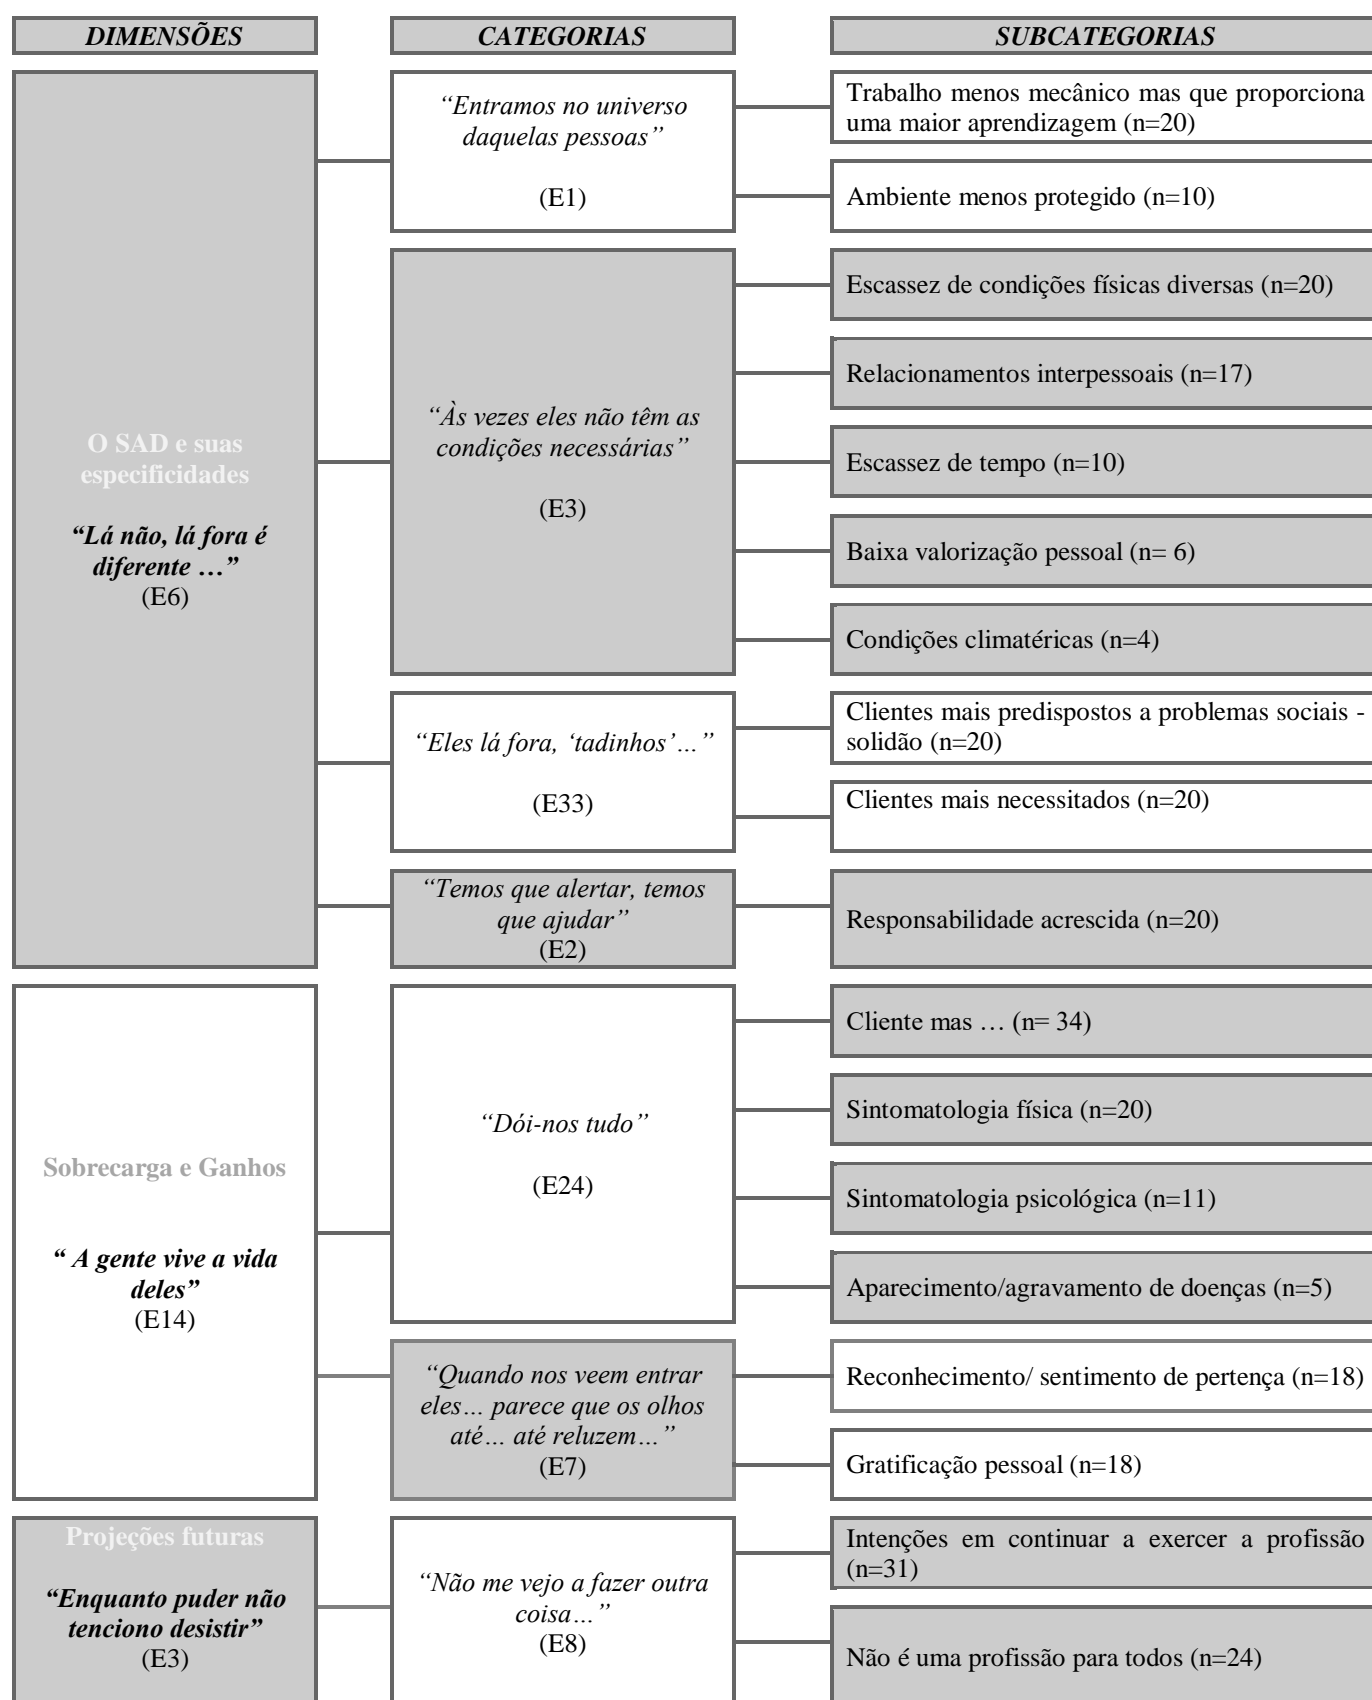 DIMENSÕES
CATEGORIAS
SUBCATEGORIAS
O SAD e suas
especificidades
“Lá não, lá fora é
diferente …”
(E6)
“Entramos no universo
daquelas pessoas”
(E1)
Trabalho menos mecânico mas que proporciona
uma maior aprendizagem (n=20)
Ambiente menos protegido (n=10)
“Às vezes eles não têm as
condições necessárias”
(E3)
Escassez de condições físicas diversas (n=20)
Relacionamentos interpessoais (n=17)
Escassez de tempo (n=10)
Baixa valorização pessoal (n= 6)
Condições climatéricas (n=4)
“Eles lá fora, ‘tadinhos’…”
(E33)
Clientes mais predispostos a problemas sociais -
solidão (n=20)
Clientes mais necessitados (n=20)
“Temos que alertar, temos
que ajudar”
(E2)
Responsabilidade acrescida (n=20)
Sobrecarga e Ganhos
“ A gente vive a vida
deles”
(E14)
“Dói-nos tudo”
(E24)
Cliente mas … (n= 34)
Sintomatologia física (n=20)
Sintomatologia psicológica (n=11)
Aparecimento/agravamento de doenças (n=5)
“Quando nos veem entrar
eles… parece que os olhos
até… até reluzem…”
(E7)
Reconhecimento/ sentimento de pertença (n=18)
Gratificação pessoal (n=18)
Projeções futuras
“Enquanto puder não
tenciono desistir”
(E3)
“Não me vejo a fazer outra
coisa…”
(E8)
Intenções em continuar a exercer a profissão
(n=31)
Não é uma profissão para todos (n=24)